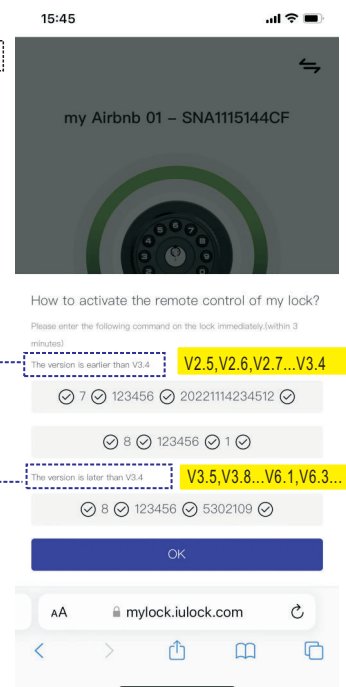 15:45
my Airbnb 01 – SNA1115144CF
How to activate the remote control of my lock?
Please enter the following command on the lock immediately.(within 3
minutes)
The version is earlier than V3.4 V2.5,V2.6,V2.7...V3.4
7 123456 20221114234512
8 123456 1
The version is later than V3.4 V3.5,V3.8...V6.1,V6.3...
8 123456 5302109
OK
AA mylock.iulock.com